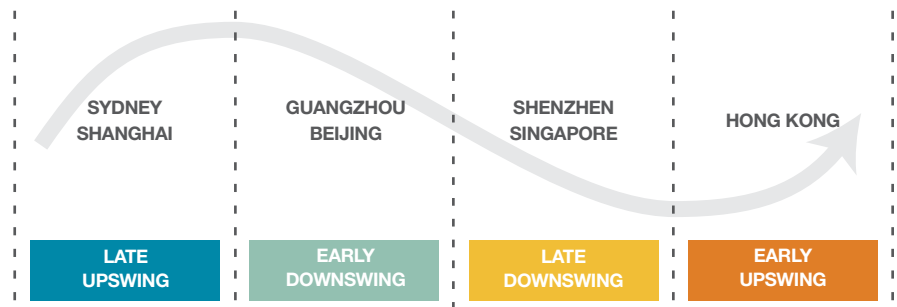 SYDNEY
SHANGHAI
GUANGZHOU
BEIJING
SHENZHEN
SINGAPORE
HONG KONG
LATE
UPSWING
EARLY
DOWNSWING
LATE
DOWNSWING
EARLY
UPSWING